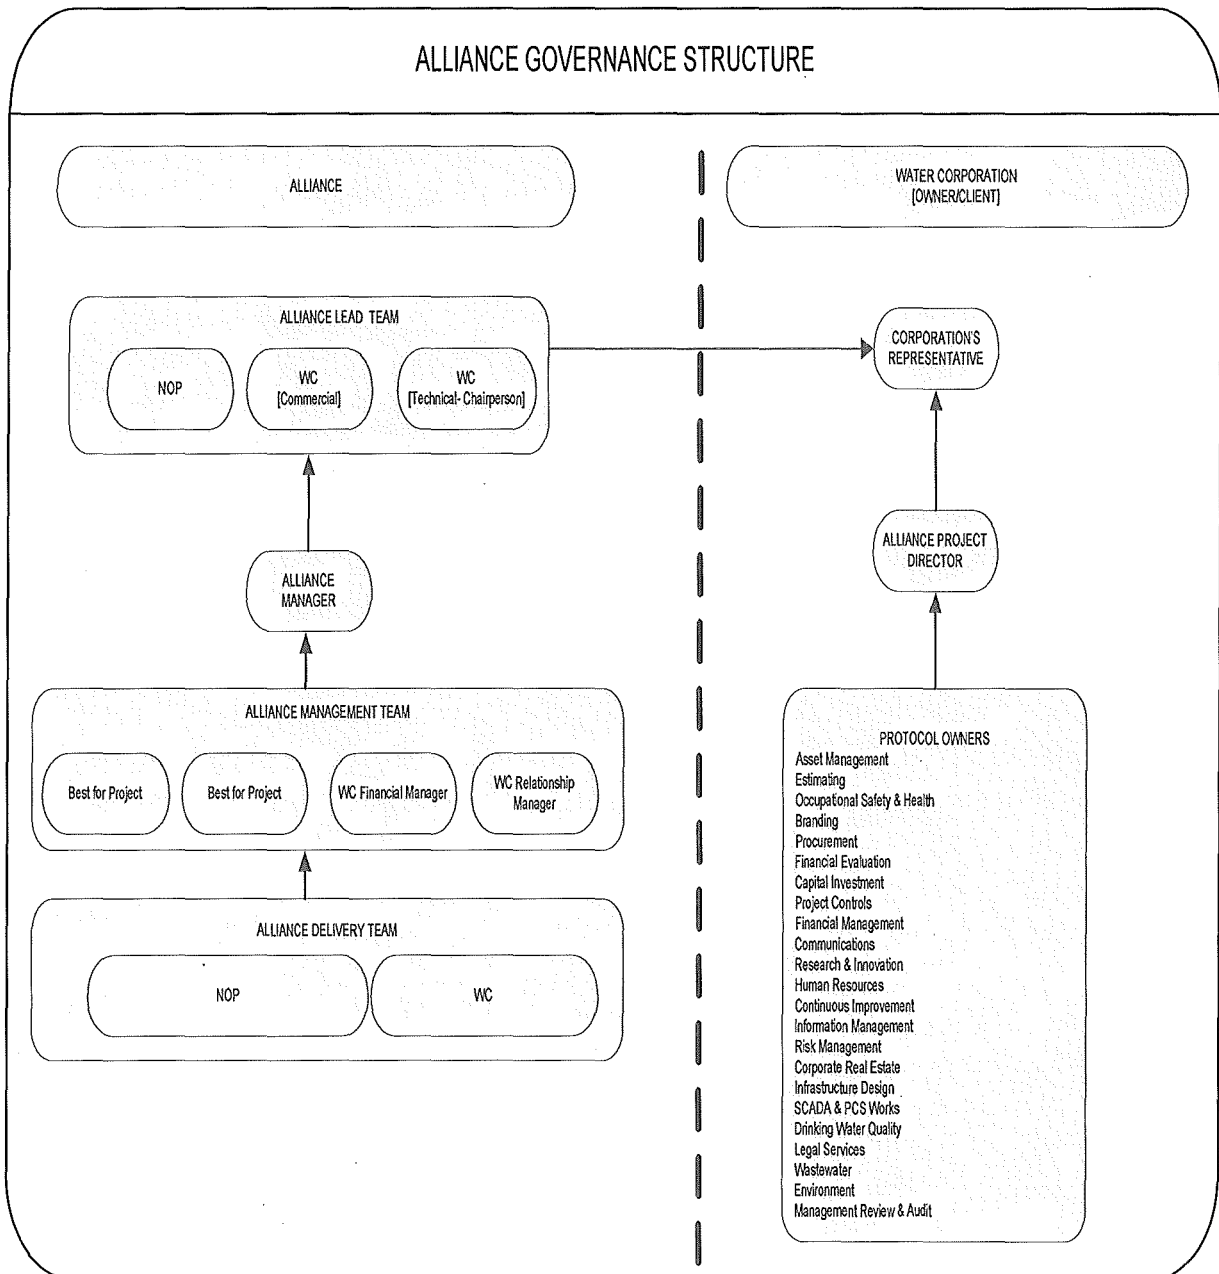 ALLIANCE GOVERNANCE STRUCTURE
ALLIANCE
WATER CORPORATION
[OWNER/CLIENT]
ALLIANCE LEAD TEAM
NOP
WC
[Commercial]
WC
[Technical- Chairperson]
CORPORATION'S
REPRESENTATIVE
ALLIANCE
MANAGER
ALLIANCE PROJECT
DIRECTOR
ALLIANCE MANAGEMENT TEAM
Best for Project
Best for Project
WC Financial Manager
WC Relationship
Manager
ALLIANCE DELIVERY TEAM
NOP
WC
PROTOCOL OWNERS
Asset Management
Estimating
Occupational Safety & Health
Branding
Procurement
Financial Evaluation
Capital Investment
Project Controls
Financial Management
Communications
Research & Innovation
Human Resources
Continuous Improvement
Information Management
Risk Management
Corporate Real Estate
Infrastructure Design
SCADA & PCS Works
Drinking Water Quality
Legal Services
Wastewater
Environment
Management Review & Audit